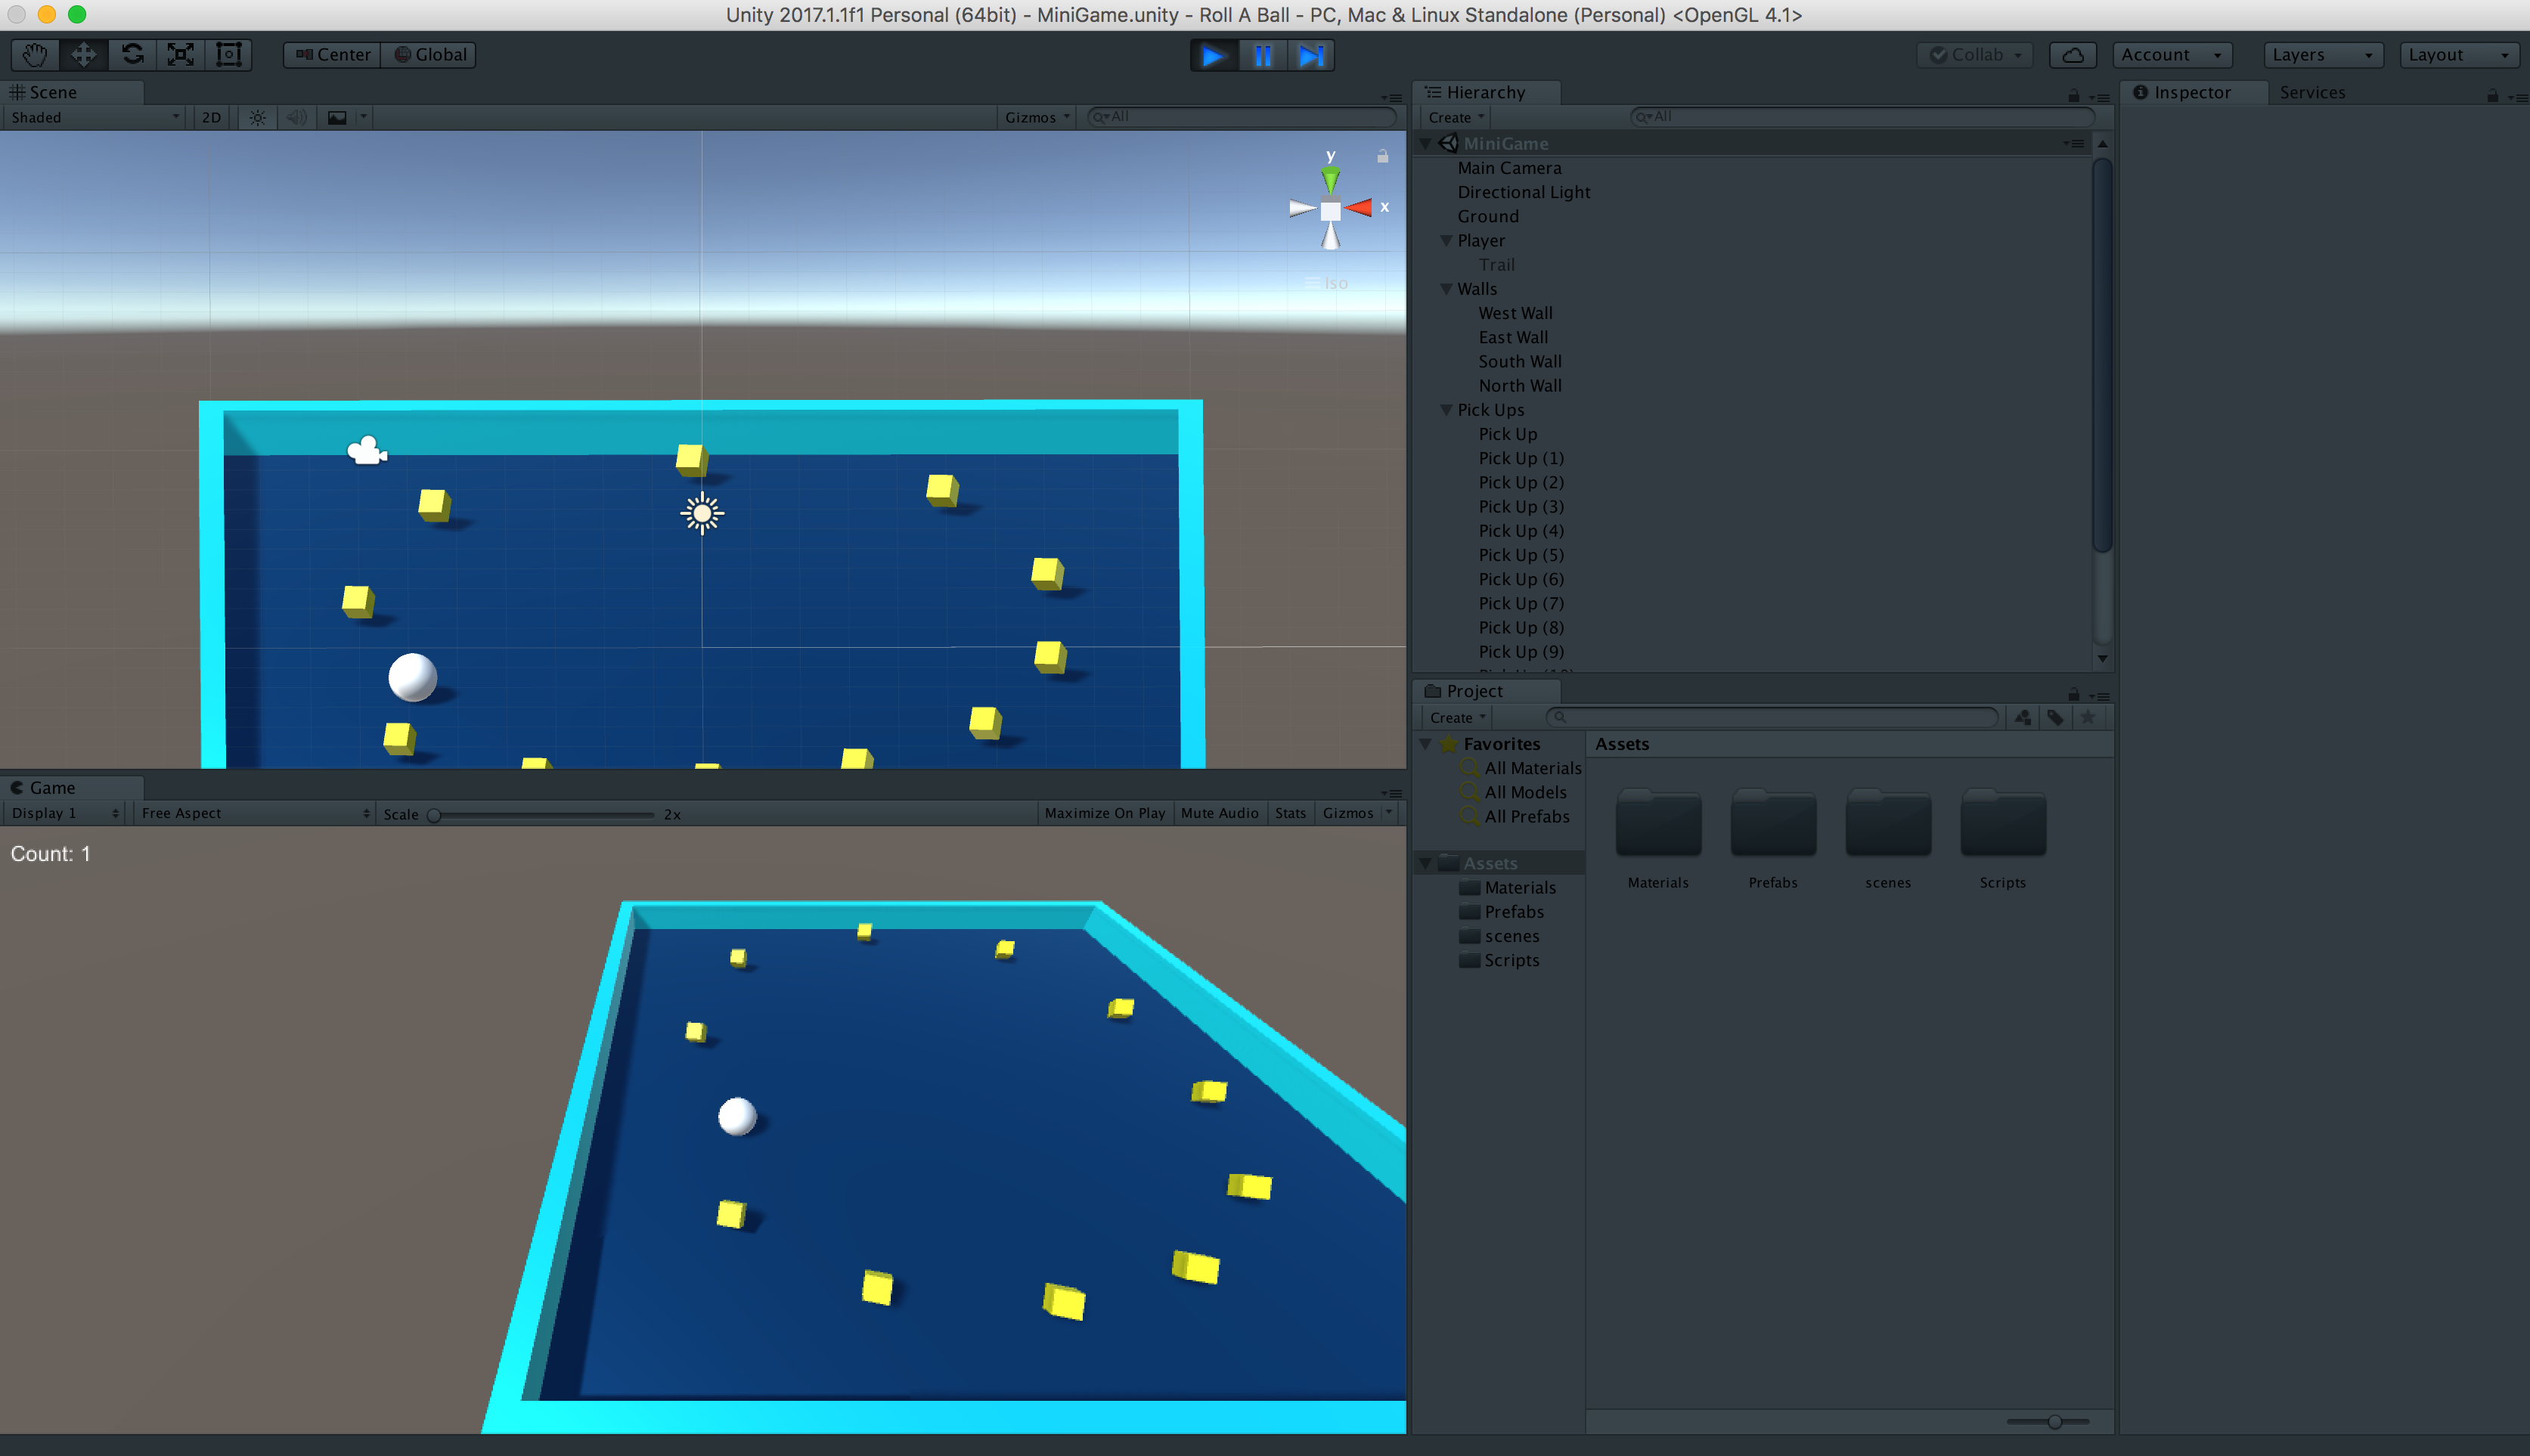 Unity 2017.1.1f1 Personal (64bit) - MiniGame.unity - Roll A Ball - PC, Mac & Linux Standalone (Personal) <OpenGL 4.1>
Center Global Collab Account Layers Layout
Scene
Shaded 2D Gizmos All
y
x
Iso
Game
Display 1 Free Aspect Scale 2x Maximize On Play Mute Audio Stats Gizmos
Count: 1
Hierarchy
Create All
MiniGame
Main Camera
Directional Light
Ground
Player
Trail
Walls
West Wall
East Wall
South Wall
North Wall
Pick Ups
Pick Up
Pick Up (1)
Pick Up (2)
Pick Up (3)
Pick Up (4)
Pick Up (5)
Pick Up (6)
Pick Up (7)
Pick Up (8)
Pick Up (9)
Project
Create
Favorites
All Materials
All Models
All Prefabs
Assets
Materials
Prefabs
scenes
Scripts
Assets
Materials Prefabs scenes Scripts
Inspector Services